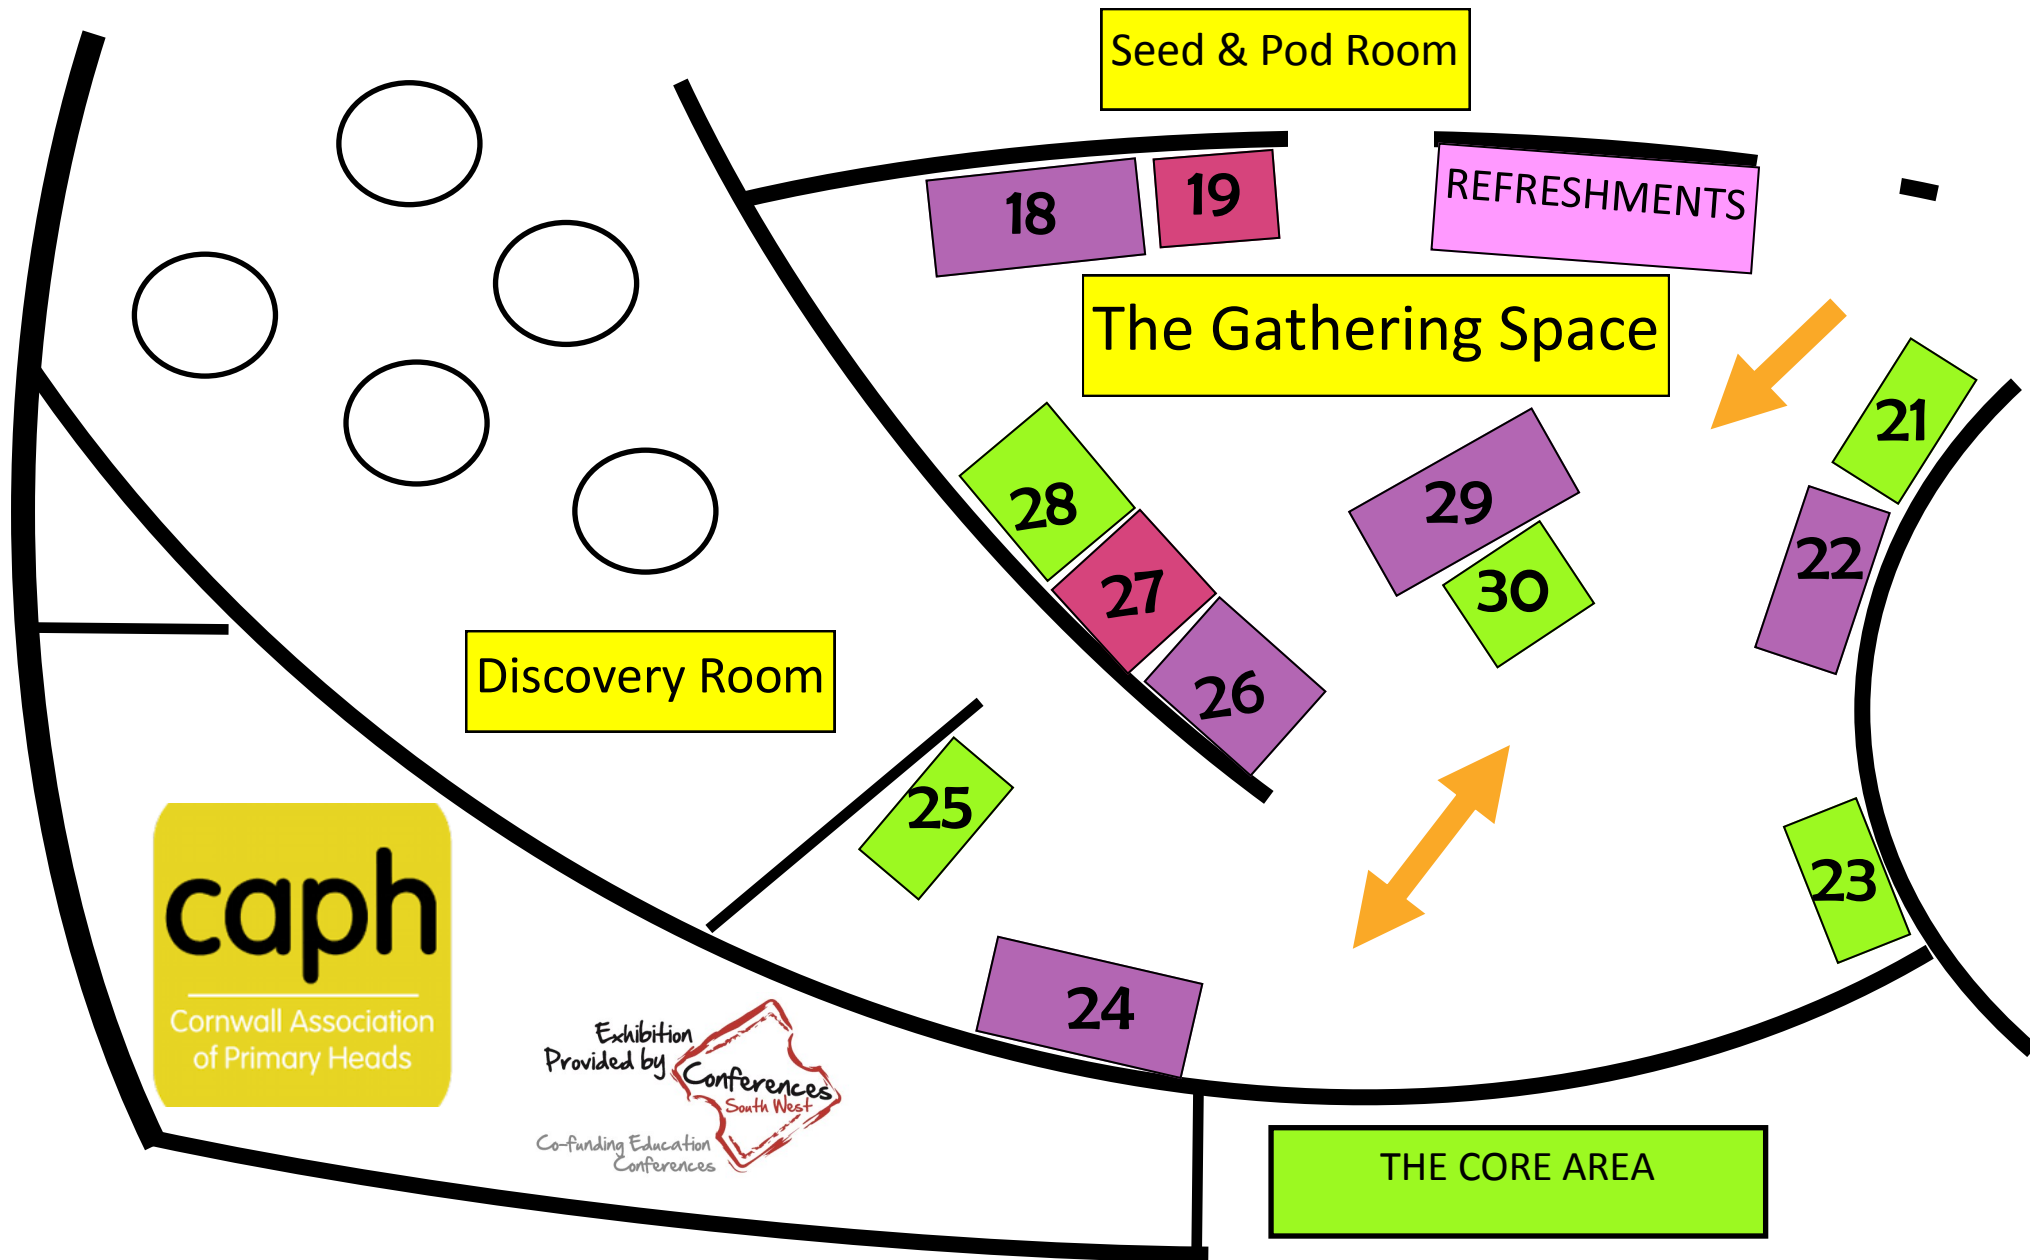 Seed & Pod Room
18
19
REFRESHMENTS
The Gathering Space
21
28
29
22
27
30
26
Discovery Room
25
23
24
caph
Cornwall Association
of Primary Heads
Exhibition
Provided by
Conferences
South West
Co-funding Education
Conferences
THE CORE AREA